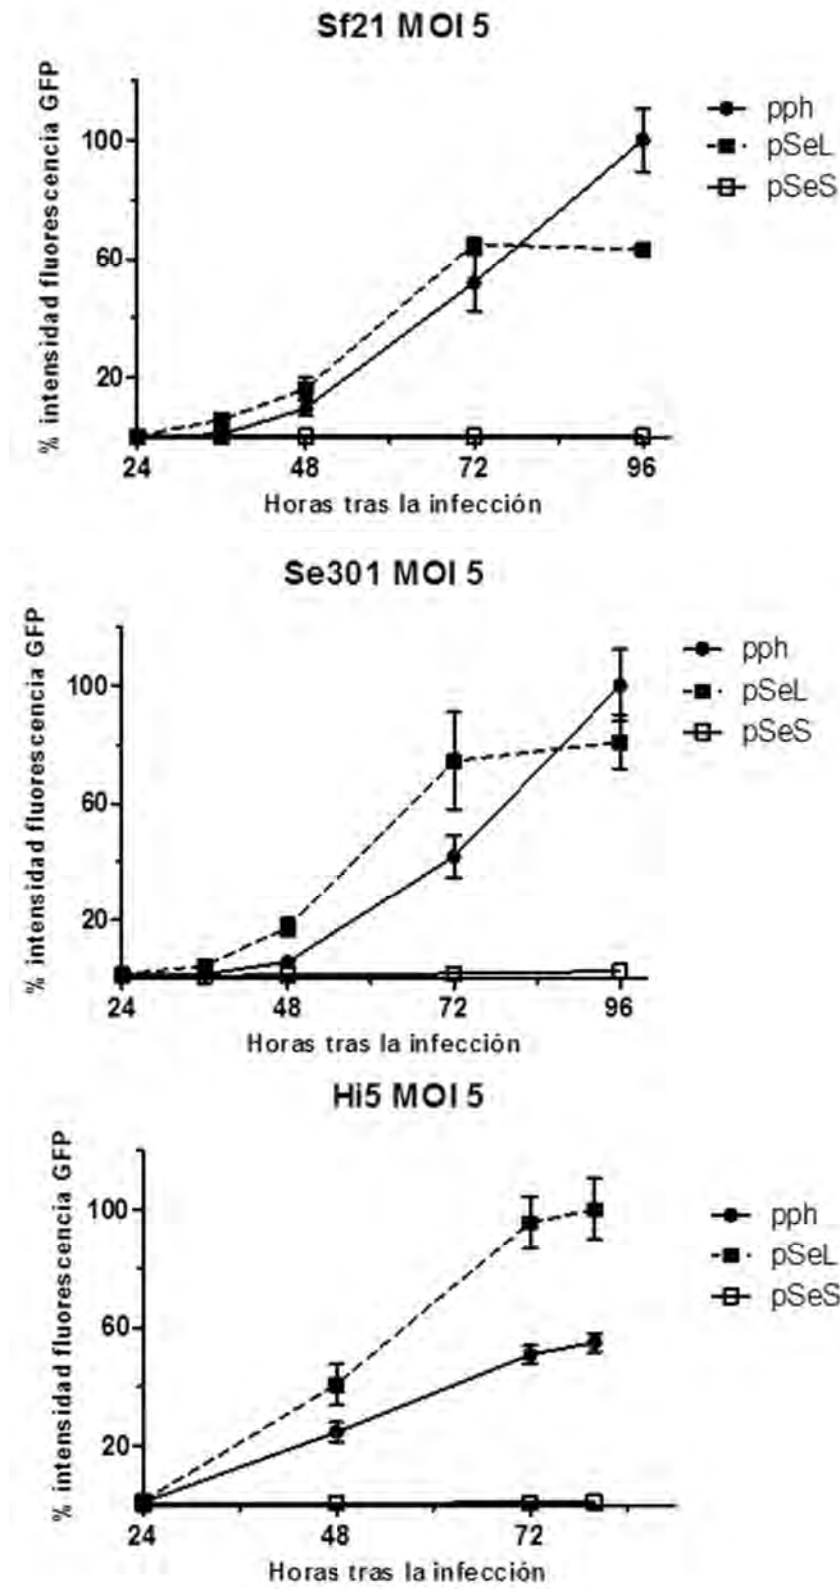 Sf21 MOI 5
% intensidad fluorescencia GFP
100
60
20
24 48 72 96
Horas tras la infección
pph
pSeL
pSeS
Se301 MOI 5
% intensidad fluorescencia GFP
100
60
20
24 48 72 96
Horas tras la infección
pph
pSeL
pSeS
Hi5 MOI 5
% intensidad fluorescencia GFP
100
60
20
24 48 72
Horas tras la infección
pph
pSeL
pSeS